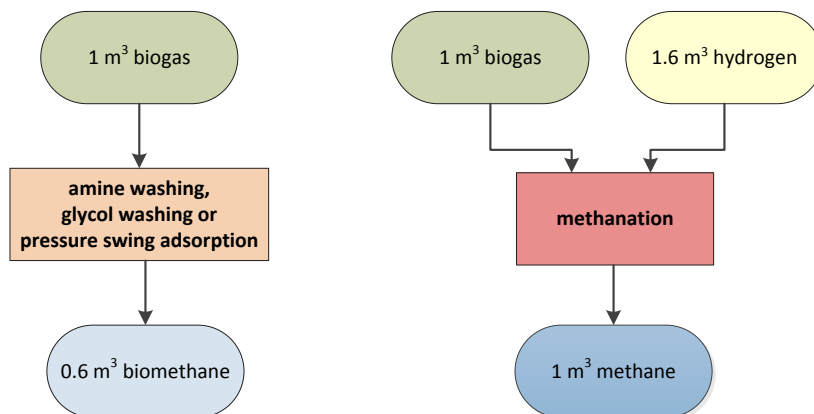 1 m³ biogas
amine washing,
glycol washing or
pressure swing adsorption
0.6 m³ biomethane
1 m³ biogas
1.6 m³ hydrogen
methanation
1 m³ methane